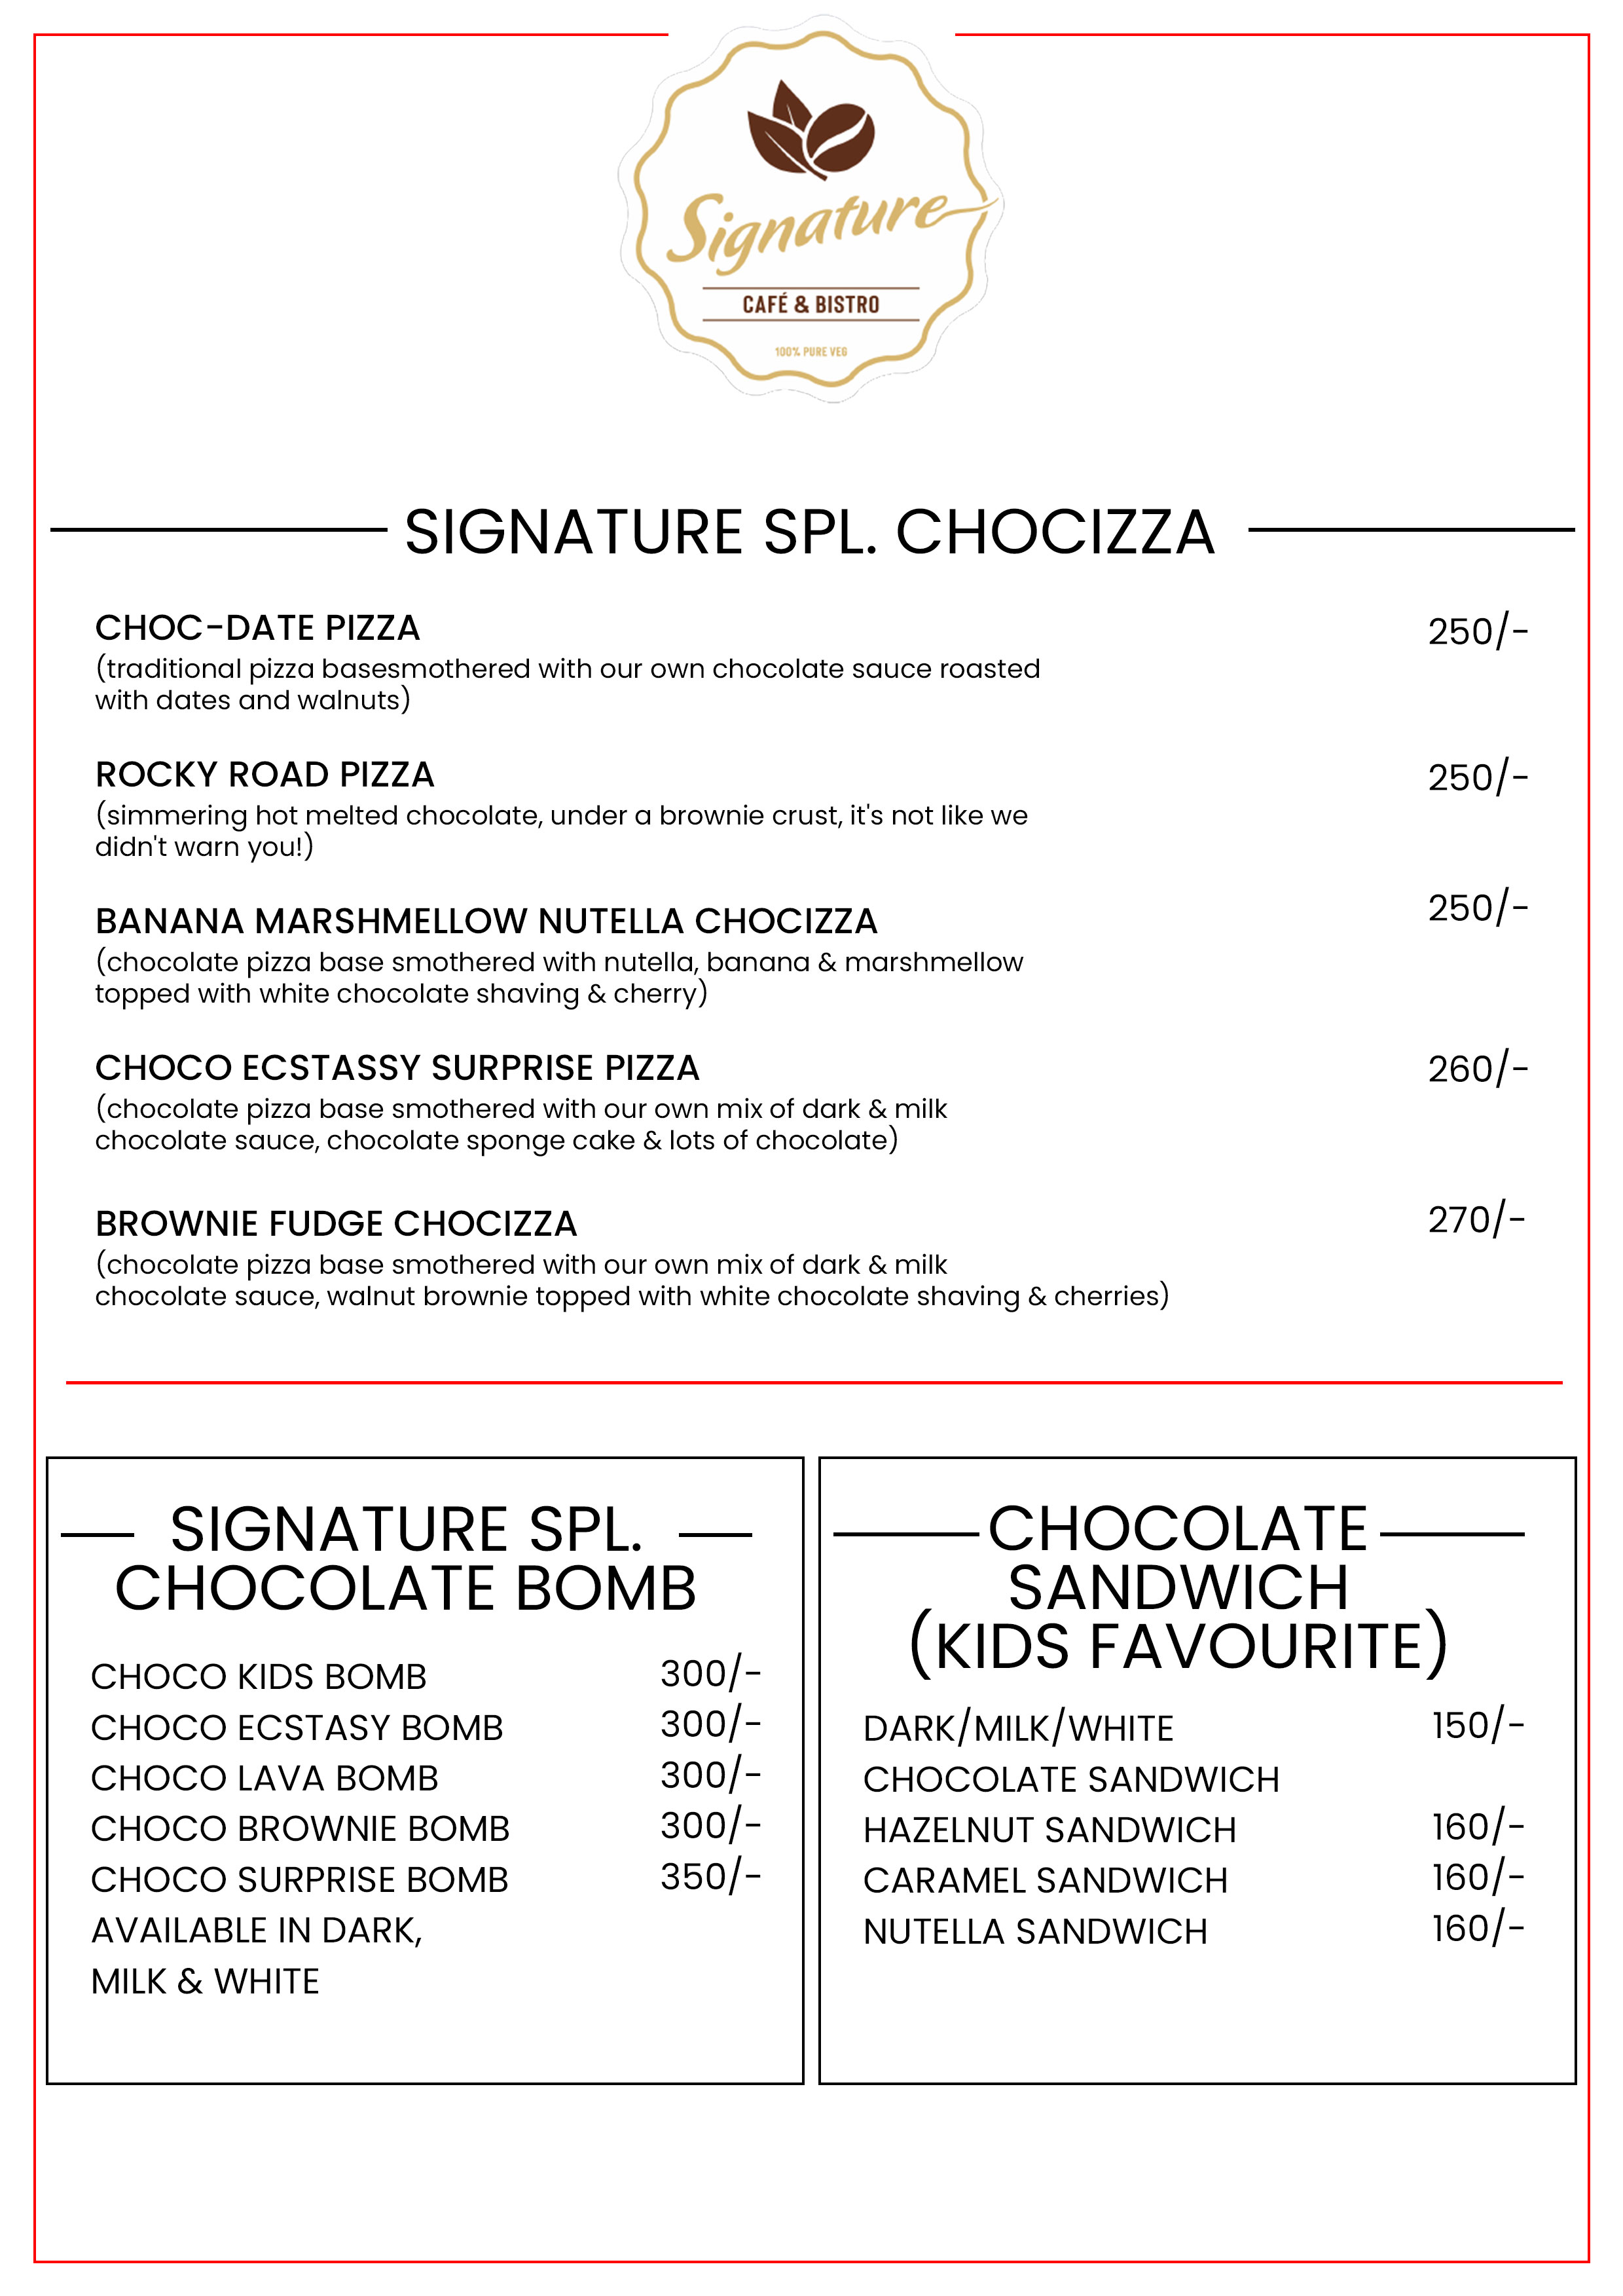 Signature
CAFÉ & BISTRO
100% PURE VEG
SIGNATURE SPL. CHOCIZZA
CHOC-DATE PIZZA 250/-
(traditional pizza basesmothered with our own chocolate sauce roasted
with dates and walnuts)
ROCKY ROAD PIZZA 250/-
(simmering hot melted chocolate, under a brownie crust, it's not like we
didn't warn you!)
BANANA MARSHMELLOW NUTELLA CHOCIZZA 250/-
(chocolate pizza base smothered with nutella, banana & marshmellow
topped with white chocolate shaving & cherry)
CHOCO ECSTASSY SURPRISE PIZZA 260/-
(chocolate pizza base smothered with our own mix of dark & milk
chocolate sauce, chocolate sponge cake & lots of chocolate)
BROWNIE FUDGE CHOCIZZA 270/-
(chocolate pizza base smothered with our own mix of dark & milk
chocolate sauce, walnut brownie topped with white chocolate shaving & cherries)
SIGNATURE SPL.
CHOCOLATE BOMB
CHOCO KIDS BOMB 300/-
CHOCO ECSTASY BOMB 300/-
CHOCO LAVA BOMB 300/-
CHOCO BROWNIE BOMB 300/-
CHOCO SURPRISE BOMB 350/-
AVAILABLE IN DARK,
MILK & WHITE
CHOCOLATE
SANDWICH
(KIDS FAVOURITE)
DARK/MILK/WHITE 150/-
CHOCOLATE SANDWICH
HAZELNUT SANDWICH 160/-
CARAMEL SANDWICH 160/-
NUTELLA SANDWICH 160/-